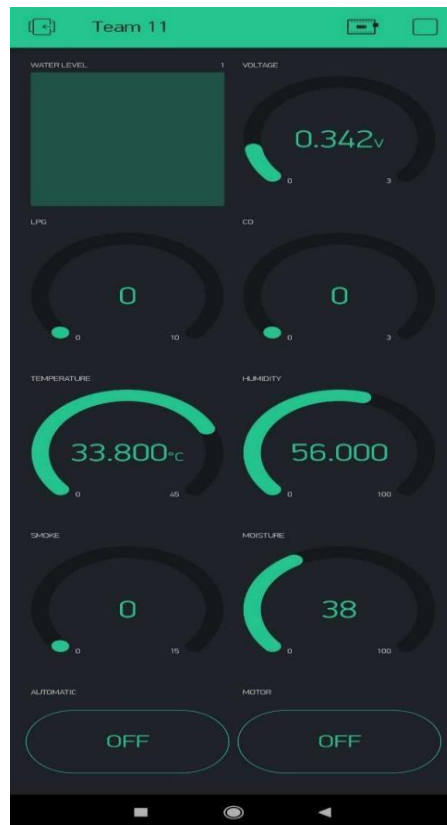 Team 11
WATER LEVEL 1 VOLTAGE
0.342V
0 3
LPG CO
0 0
0 10 0 3
TEMPERATURE HUMIDITY
33.800°C 56.000
0 45 0 100
SMOKE MOISTURE
0 38
0 15 0 100
AUTOMATIC MOTOR
OFF OFF